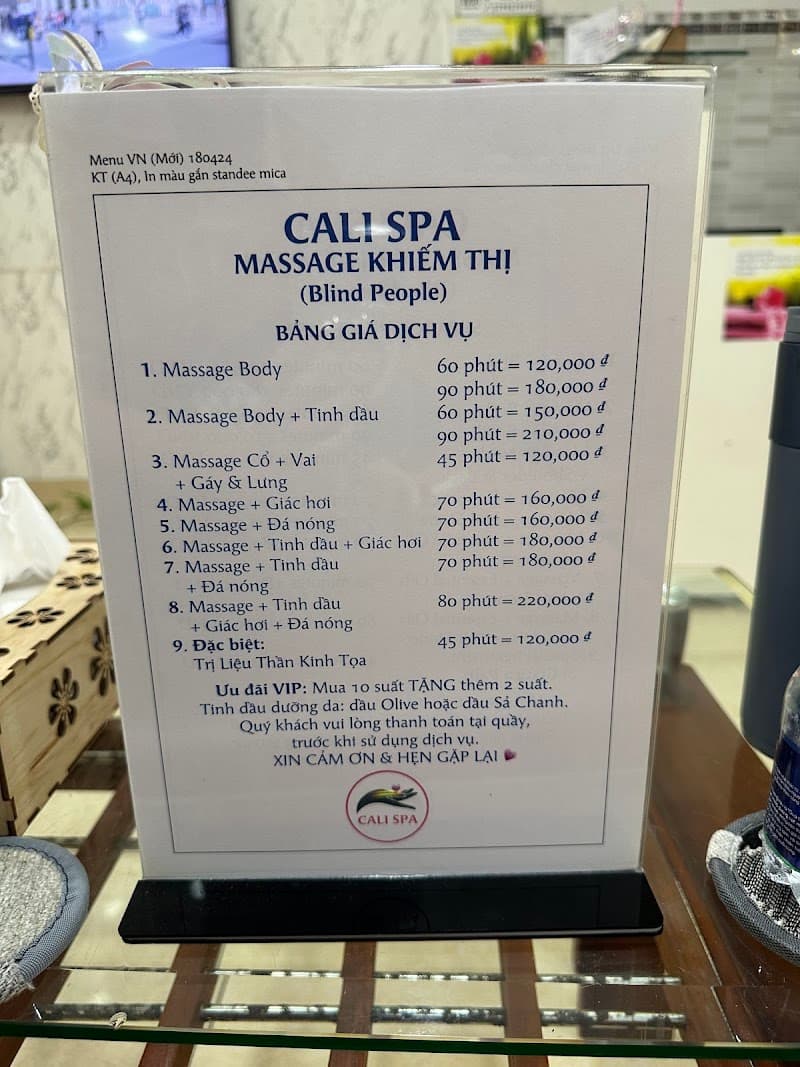 Menu VN (Mới) 180424
KT (A4), In màu gắn standee mica
CALI SPA
MASSAGE KHIẾM THỊ
(Blind People)
BẢNG GIÁ DỊCH VỤ
1. Massage Body 60 phút = 120,000 đ
90 phút = 180,000 đ
2. Massage Body + Tinh dầu 60 phút = 150,000 đ
90 phút = 210,000 đ
3. Massage Cổ + Vai 45 phút = 120,000 đ
+ Gáy & Lưng
4. Massage + Giác hơi 70 phút = 160,000 đ
5. Massage + Đá nóng 70 phút = 160,000 đ
6. Massage + Tinh dầu + Giác hơi 70 phút = 180,000 đ
7. Massage + Tinh dầu 70 phút = 180,000 đ
+ Đá nóng
8. Massage + Tinh dầu 80 phút = 220,000 đ
+ Giác hơi + Đá nóng
9. Đặc biệt: 45 phút = 120,000 đ
Trị Liệu Thần Kinh Tọa
Ưu đãi VIP: Mua 10 suất TẶNG thêm 2 suất.
Tinh dầu dưỡng da: dầu Olive hoặc dầu Sả Chanh.
Quý khách vui lòng thanh toán tại quầy,
trước khi sử dụng dịch vụ.
XIN CẢM ƠN & HẸN GẶP LẠI
CALI SPA